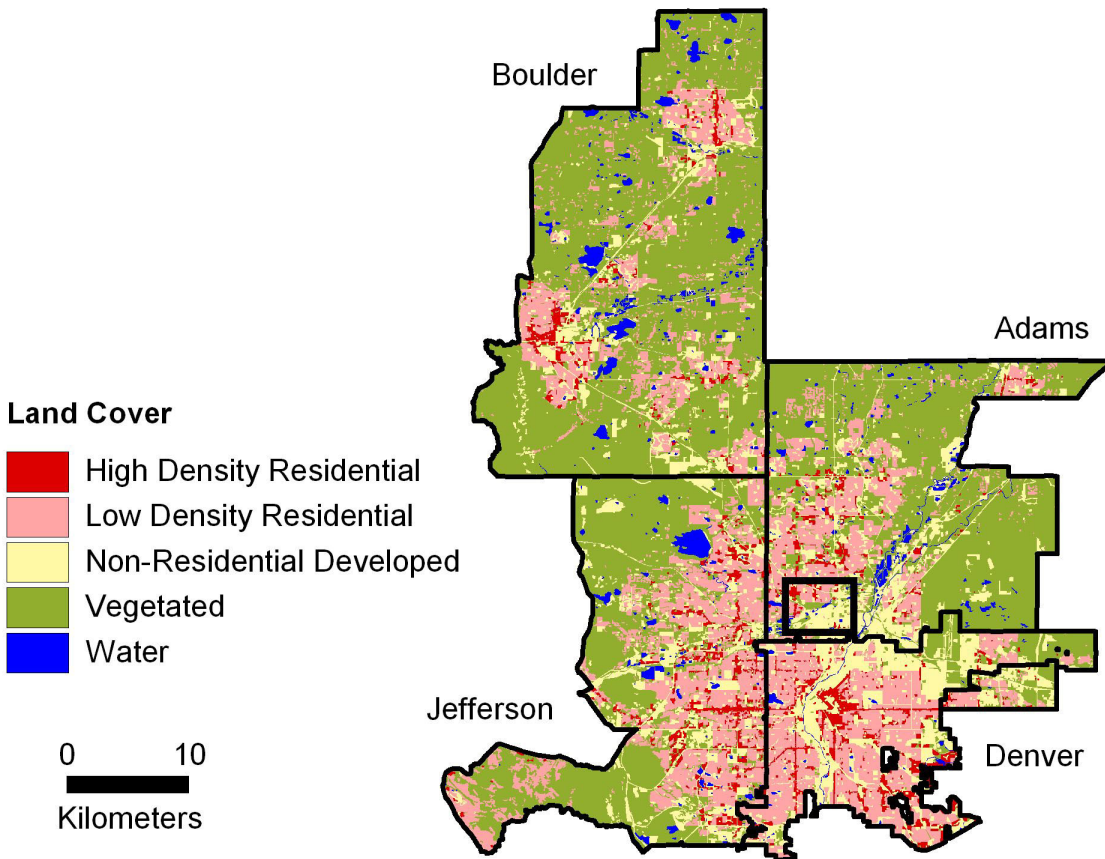 Boulder
Adams
Land Cover
High Density Residential
Low Density Residential
Non-Residential Developed
Vegetated
Water
Jefferson
Denver
0 10
Kilometers